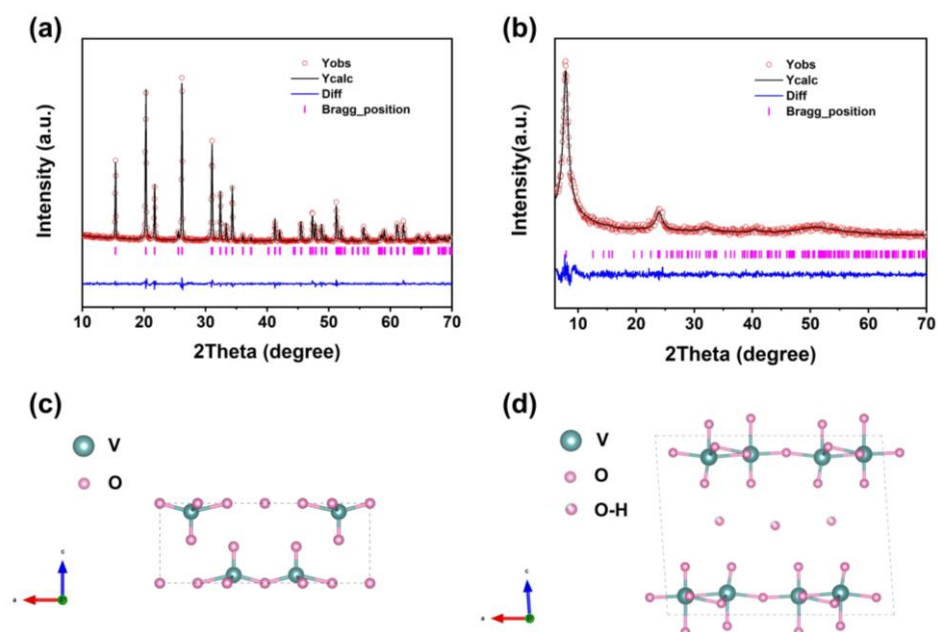 (a)
Yobs
Ycalc
Diff
Bragg_position
Intensity (a.u.)
10 20 30 40 50 60 70
2Theta (degree)
(b)
Yobs
Ycalc
Diff
Bragg_position
Intensity(a.u.)
10 20 30 40 50 60 70
2Theta (degree)
(c)
V
O
c
a
(d)
V
O
O-H
c
a